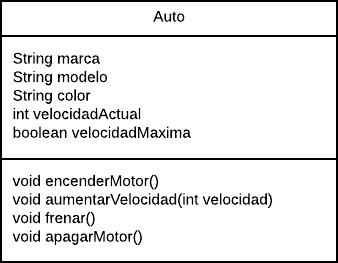 Auto
String marca
String modelo
String color
int velocidadActual
boolean velocidadMaxima
void encenderMotor()
void aumentarVelocidad(int velocidad)
void frenar()
void apagarMotor()